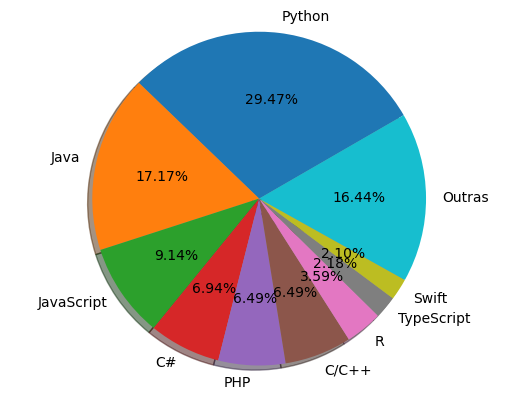 Python
29.47%
Java
17.17%
Outras
16.44%
JavaScript
9.14%
C#
6.94%
PHP
6.49%
C/C++
6.49%
R
3.59%
TypeScript
2.18%
Swift
2.10%